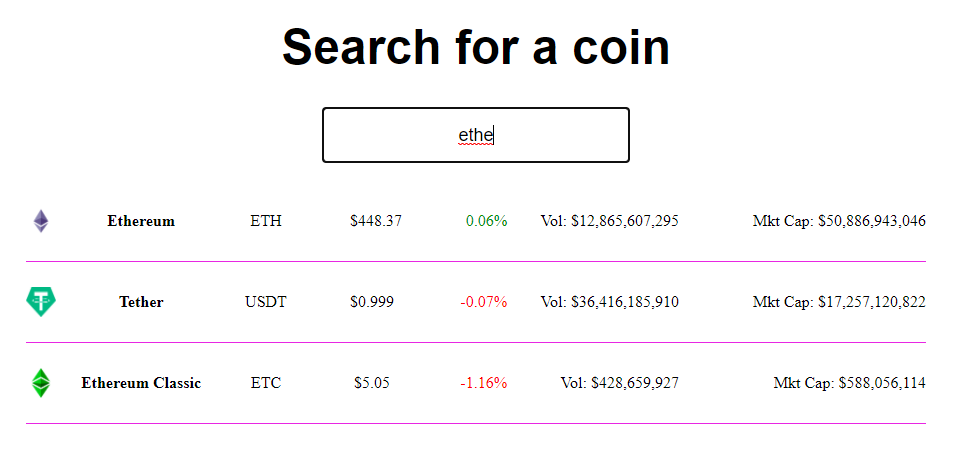 Search for a coin
ethe
Ethereum ETH $448.37 0.06% Vol: $12,865,607,295 Mkt Cap: $50,886,943,046
Tether USDT $0.999 -0.07% Vol: $36,416,185,910 Mkt Cap: $17,257,120,822
Ethereum Classic ETC $5.05 -1.16% Vol: $428,659,927 Mkt Cap: $588,056,114